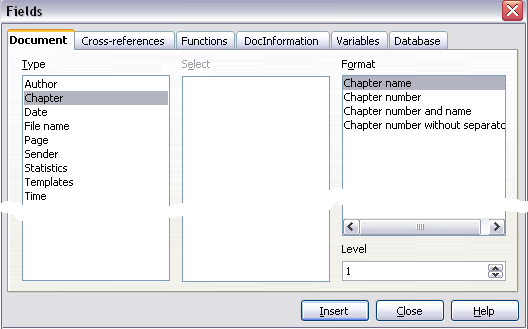 Fields
Document Cross-references Functions DocInformation Variables Database
Type Select Format
Author
Chapter
Date
File name
Page
Sender
Statistics
Templates
Time
Chapter name
Chapter number
Chapter number and name
Chapter number without separato
Level
1
Insert Close Help